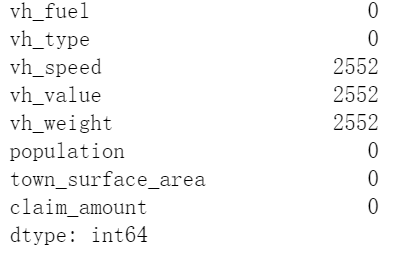 vh_fuel 0
vh_type 0
vh_speed 2552
vh_value 2552
vh_weight 2552
population 0
town_surface_area 0
claim_amount 0
dtype: int64